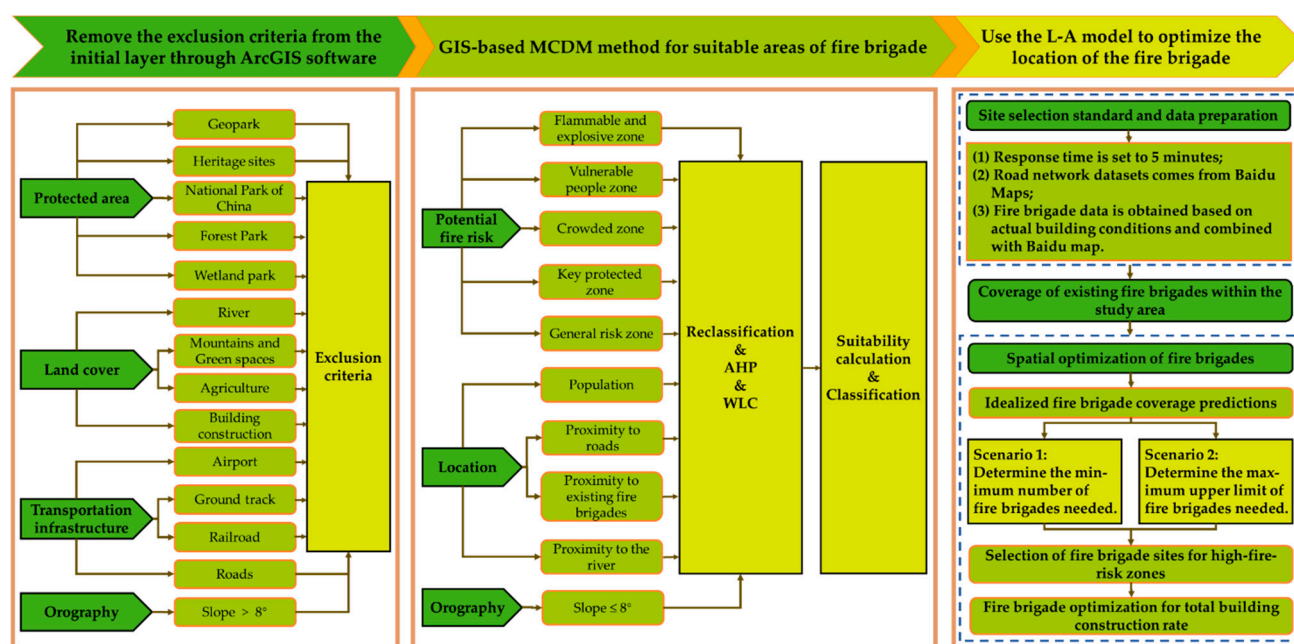 Remove the exclusion criteria from the
initial layer through ArcGIS software
GIS-based MCDM method for suitable areas of fire brigade
Use the L-A model to optimize the
location of the fire brigade
Protected area
Geopark
Heritage sites
National Park of
China
Forest Park
Wetland park
Land cover
River
Mountains and
Green spaces
Agriculture
Building
construction
Transportation
infrastructure
Airport
Ground track
Railroad
Roads
Orography
Slope > 8°
Exclusion
criteria
Potential
fire risk
Flammable and
explosive zone
Vulnerable
people zone
Crowded zone
Key protected
zone
General risk zone
Location
Population
Proximity to
roads
Proximity to
existing fire
brigades
Proximity to the
river
Orography
Slope ≤ 8°
Reclassification
&
AHP
&
WLC
Suitability
calculation
&
Classification
Site selection standard and data preparation
(1) Response time is set to 5 minutes;
(2) Road network datasets comes from Baidu
Maps;
(3) Fire brigade data is obtained based on
actual building conditions and combined
with Baidu map.
Coverage of existing fire brigades within the
study area
Spatial optimization of fire brigades
Idealized fire brigade coverage predictions
Scenario 1:
Determine the min-
imum number of
fire brigades needed.
Scenario 2:
Determine the max-
imum upper limit of
fire brigades needed.
Selection of fire brigade sites for high-fire-
risk zones
Fire brigade optimization for total building
construction rate